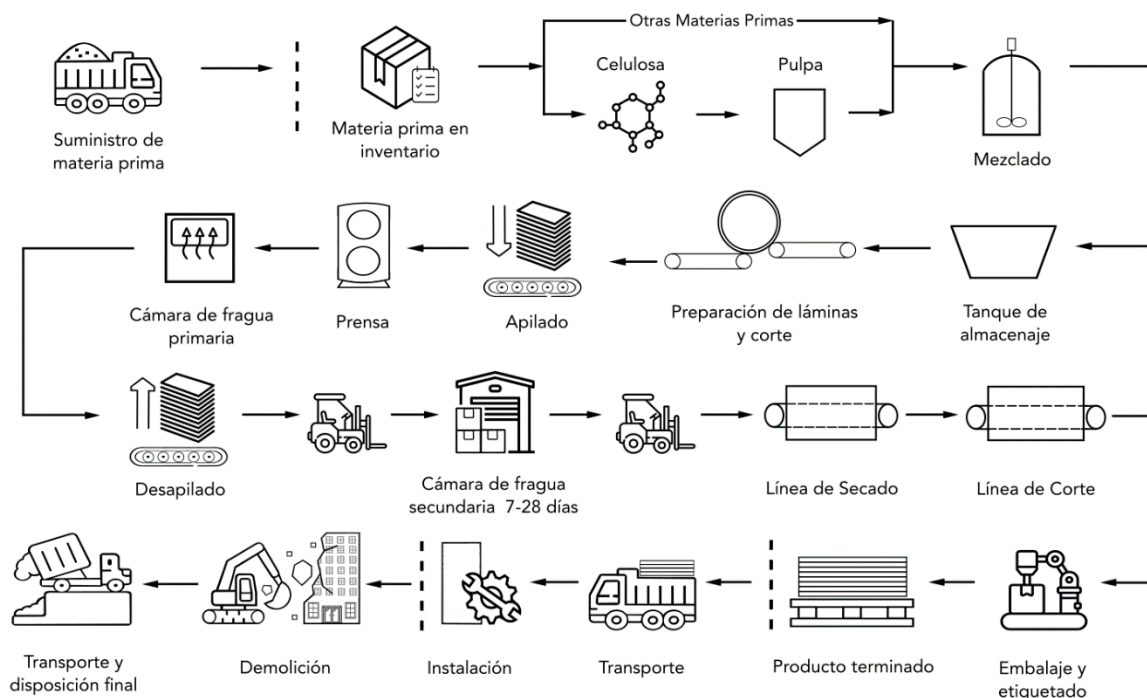 Otras Materias Primas
Celulosa
Pulpa
Suministro de
materia prima
Materia prima en
inventario
Mezclado
Cámara de fragua
primaria
Prensa
Apilado
Preparación de láminas
y corte
Tanque de
almacenaje
Desapilado
Cámara de fragua
secundaria 7-28 días
Línea de Secado
Línea de Corte
Transporte y
disposición final
Demolición
Instalación
Transporte
Producto terminado
Embalaje y
etiquetado